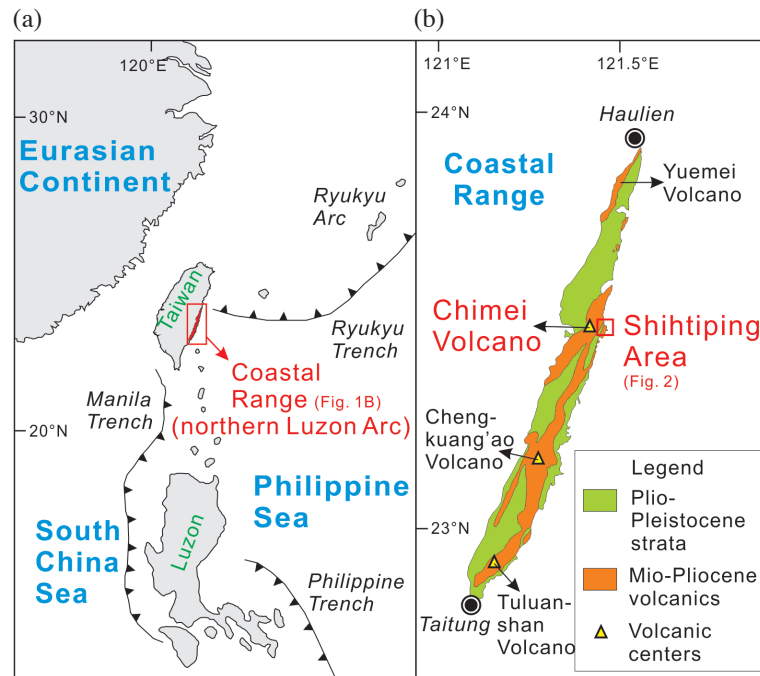 (a)
120°E
30°N
Eurasian
Continent
Ryukyu
Arc
Taiwan
Ryukyu
Trench
Coastal
Range (Fig. 1B)
(northern Luzon Arc)
Manila
Trench
20°N
Philippine
Sea
South
China
Sea
Luzon
Philippine
Trench
(b)
121°E
121.5°E
24°N
Haulien
Coastal
Range
Yuemei
Volcano
Chimei
Volcano
Shihtiping
Area
(Fig. 2)
Cheng-
kuang'ao
Volcano
23°N
Taitung
Tuluan-
shan
Volcano
Legend
Plio-
Pleistocene
strata
Mio-Pliocene
volcanics
Volcanic
centers